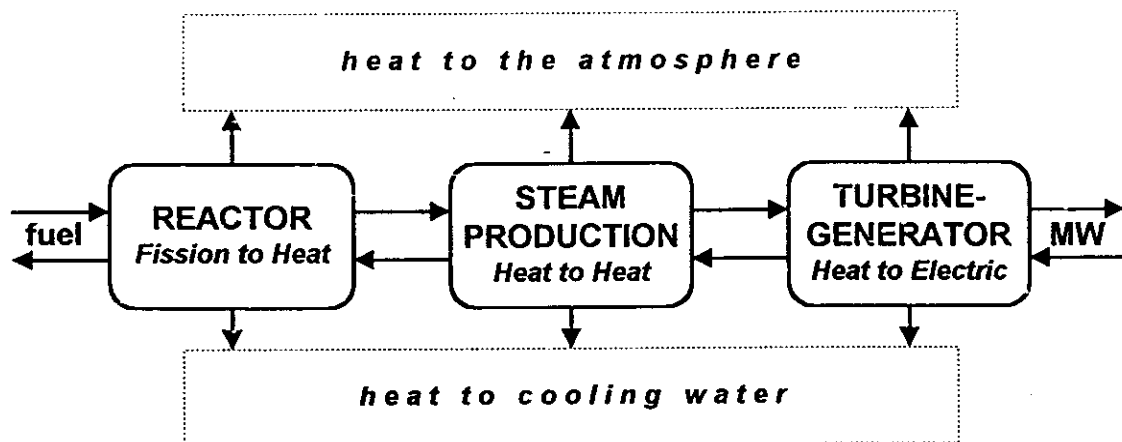 heat to the atmosphere
fuel
REACTOR
Fission to Heat
STEAM
PRODUCTION
Heat to Heat
TURBINE-
GENERATOR
Heat to Electric
MW
heat to cooling water